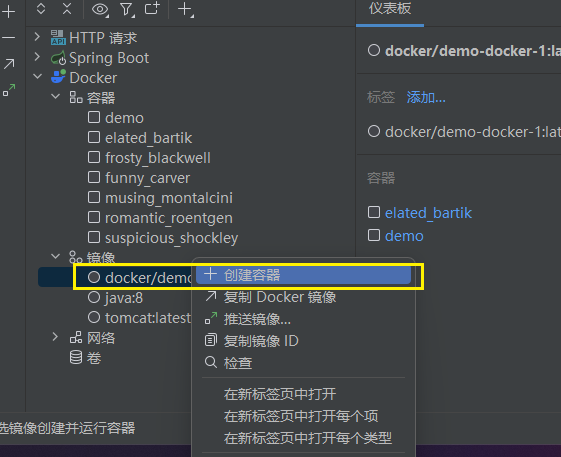 HTTP 请求
Spring Boot
Docker
容器
demo
elated_bartik
frosty_blackwell
funny_carver
musing_montalcini
romantic_roentgen
suspicious_shockley
镜像
docker/demo
java:8
tomcat:latest
网络
卷
选镜像创建并运行容器
创建容器
复制 Docker 镜像
推送镜像...
复制镜像 ID
检查
在新标签页中打开
在新标签页中打开每个项
在新标签页中打开每个类型
仪表板
docker/demo-docker-1:la
标签 添加...
docker/demo-docker-1:lat
容器
elated_bartik
demo